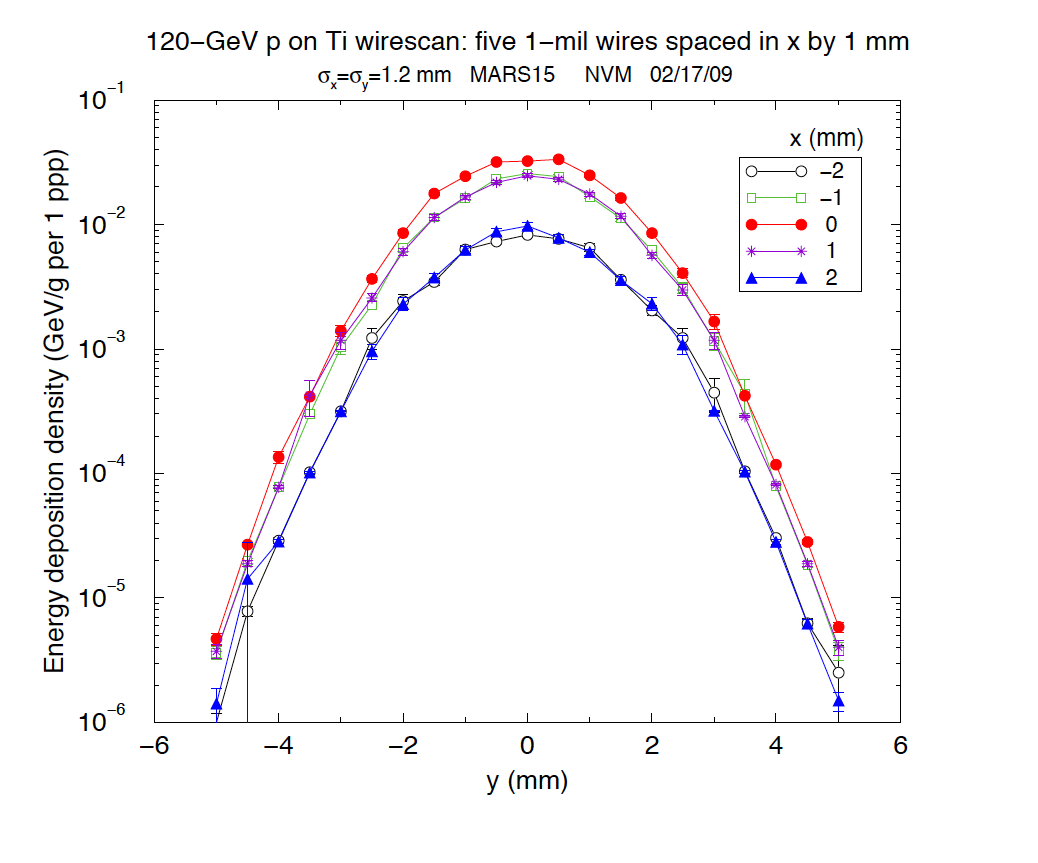 120−GeV p on Ti wirescan: five 1−mil wires spaced in x by 1 mm
σx=σy=1.2 mm MARS15 NVM 02/17/09
Energy deposition density (GeV/g per 1 ppp)
10−1
10−2
10−3
10−4
10−5
10−6
x (mm)
−2
−1
0
1
2
−6 −4 −2 0 2 4 6
y (mm)